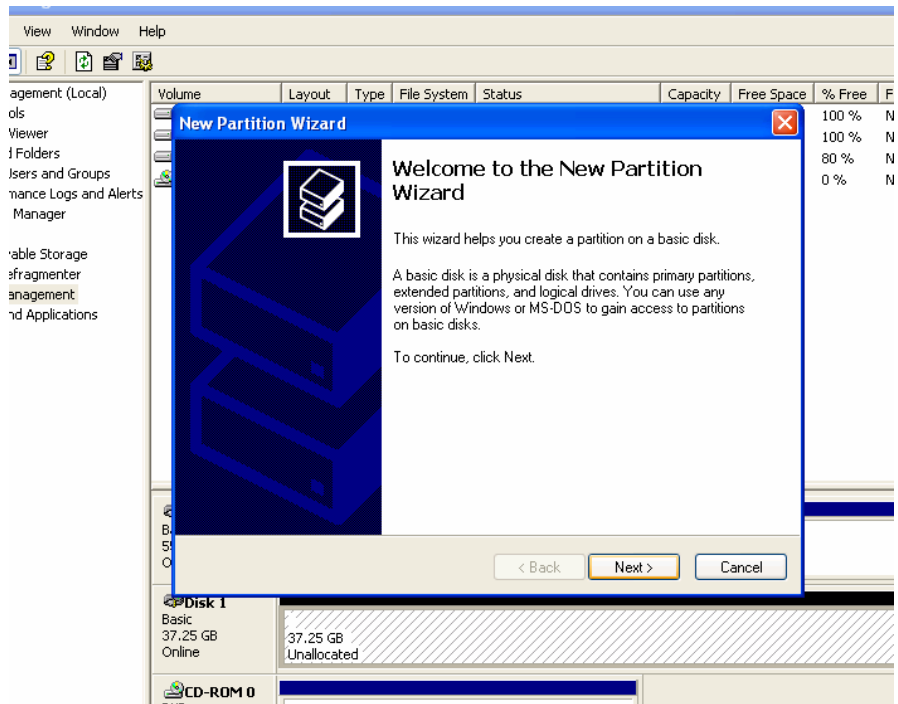 View Window Help
agement (Local)
ols
Viewer
Folders
Jsers and Groups
mance Logs and Alerts
Manager
able Storage
efragmenter
anagement
nd Applications
Volume Layout Type File System Status Capacity Free Space % Free F
100 % N
100 % N
80 % N
0 % N
New Partition Wizard
Welcome to the New Partition
Wizard
This wizard helps you create a partition on a basic disk.
A basic disk is a physical disk that contains primary partitions,
extended partitions, and logical drives. You can use any
version of Windows or MS-DOS to gain access to partitions
on basic disks.
To continue, click Next.
< Back Next > Cancel
Disk 1
Basic
37.25 GB
Online
37.25 GB
Unallocated
CD-ROM 0